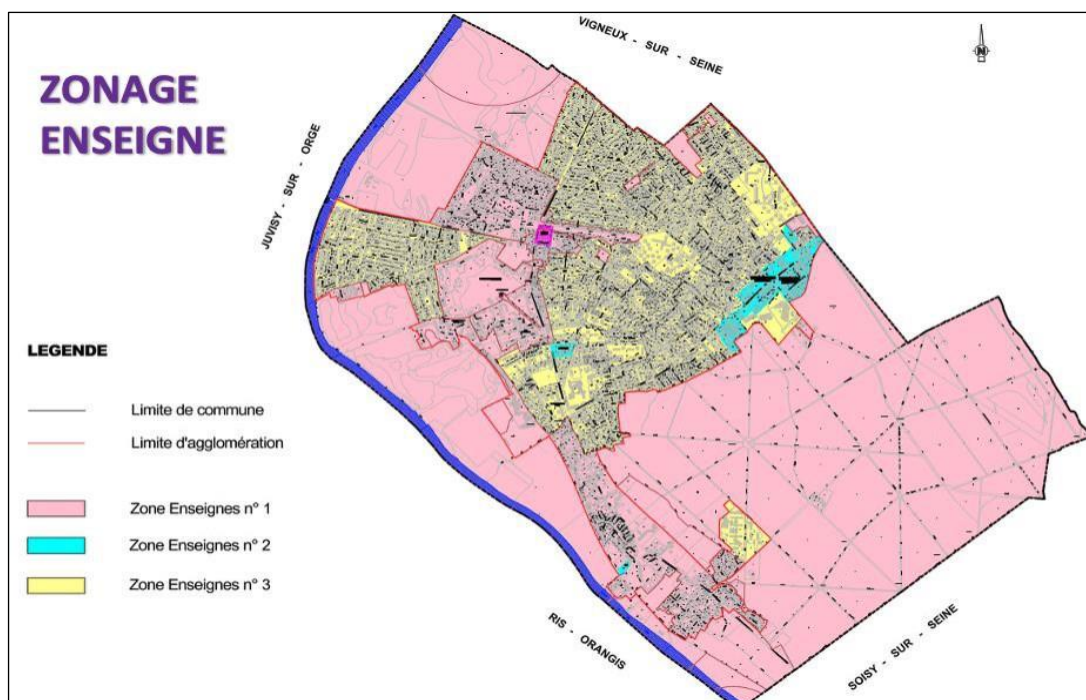 ZONAGE
ENSEIGNE
VIGNEUX - SUR - SEINE
N
JUVISY - SUR - ORGE
LEGENDE
Limite de commune
Limite d'agglomération
Zone Enseignes n° 1
Zone Enseignes n° 2
Zone Enseignes n° 3
RIS - ORANGIS
SOISY - SUR - SEINE